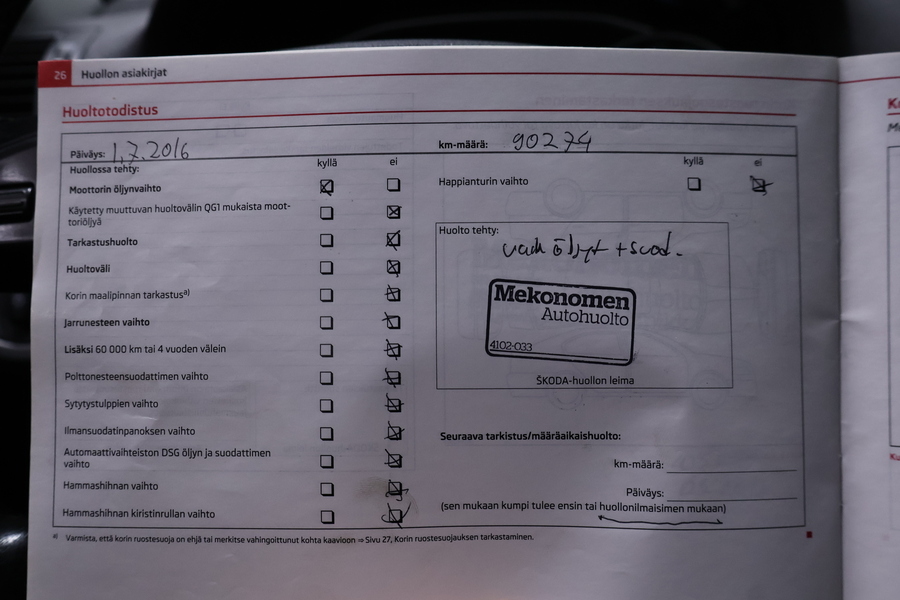 26 Huollon asiakirjat
Huoltotodistus
Päiväys: 1.7.2016
km-määrä: 90274
Huollossa tehty:
kyllä ei
Moottorin öljynvaihto
Käytetty muuttuvan huoltovälin QG1 mukaista moot-
toriöljyä
Tarkastushuolto
Huoltoväli
Korin maalipinnan tarkastus a)
Jarrunesteen vaihto
Lisäksi 60 000 km tai 4 vuoden välein
Polttonesteensuodattimen vaihto
Sytytystulppien vaihto
Ilmansuodatinpanoksen vaihto
Automaattivaihteiston DSG öljyn ja suodattimen
vaihto
Hammashihnan vaihto
Hammashihnan kiristinrullan vaihto
kyllä ei
Happianturin vaihto
Huolto tehty:
vaih öljyt + suod.
Mekonomen
Autohuolto
4102-033
ŠKODA-huollon leima
Seuraava tarkistus/määräaikaishuolto:
km-määrä:
Päiväys:
(sen mukaan kumpi tulee ensin tai huollonilmaisimen mukaan)
a) Varmista, että korin ruostesuoja on ehjä tai merkitse vahingoittunut kohta kaavioon ⇒ Sivu 27, Korin ruostesuojauksen tarkastaminen.